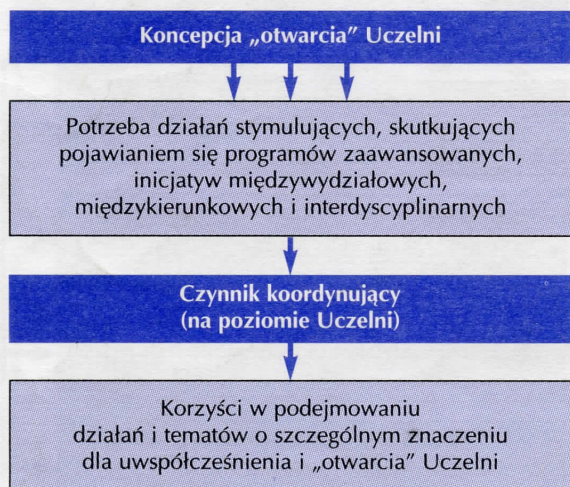 Koncepcja „otwarcia” Uczelni
Potrzeba działań stymulujących, skutkujących
pojawianiem się programów zaawansowanych,
inicjatyw międzywydziałowych,
międzykierunkowych i interdyscyplinarnych
Czynnik koordynujący
(na poziomie Uczelni)
Korzyści w podejmowaniu
działań i tematów o szczególnym znaczeniu
dla uwspółcześnienia i „otwarcia” Uczelni